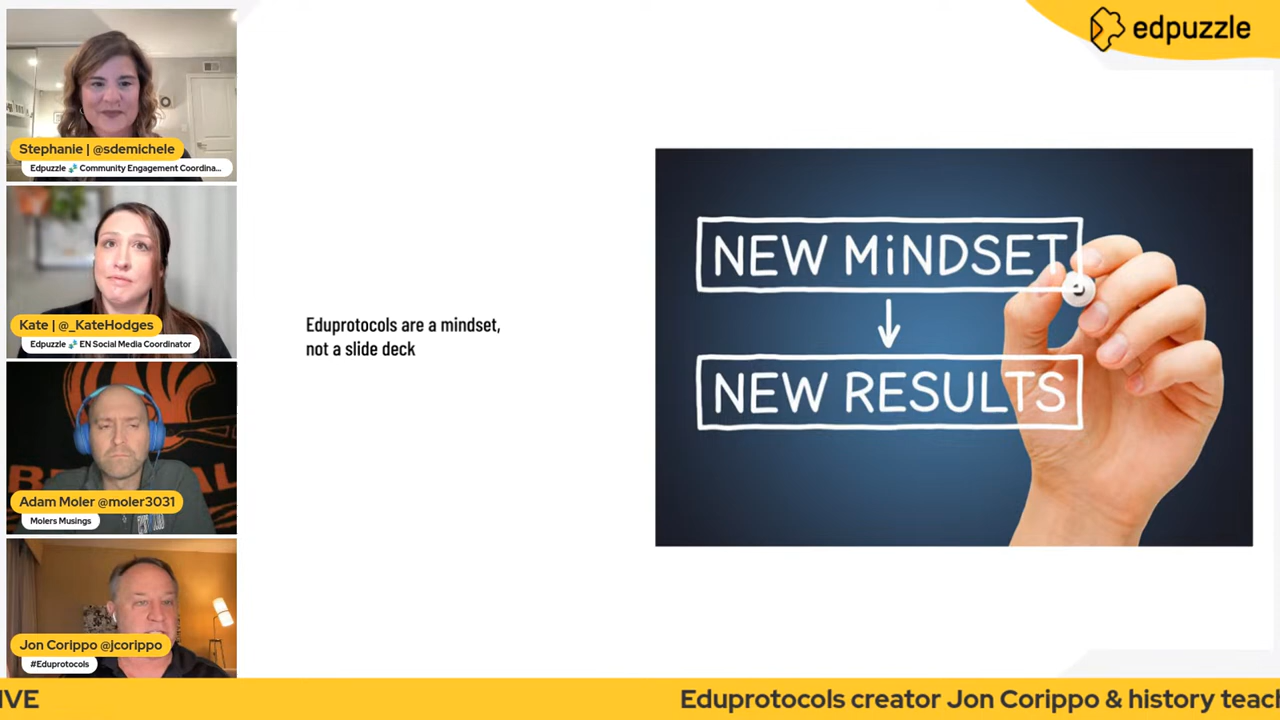 edpuzzle
Stephanie | @sdemichele
Edpuzzle Community Engagement Coordina...
Kate | @_KateHodges
Edpuzzle EN Social Media Coordinator
Adam Moler @moler3031
Molers Musings
Jon Corippo @jcorippo
#Eduprotocols
Eduprotocols are a mindset,
not a slide deck
NEW MiNDSET
NEW RESULTS
IVE
Eduprotocols creator Jon Corippo & history teach